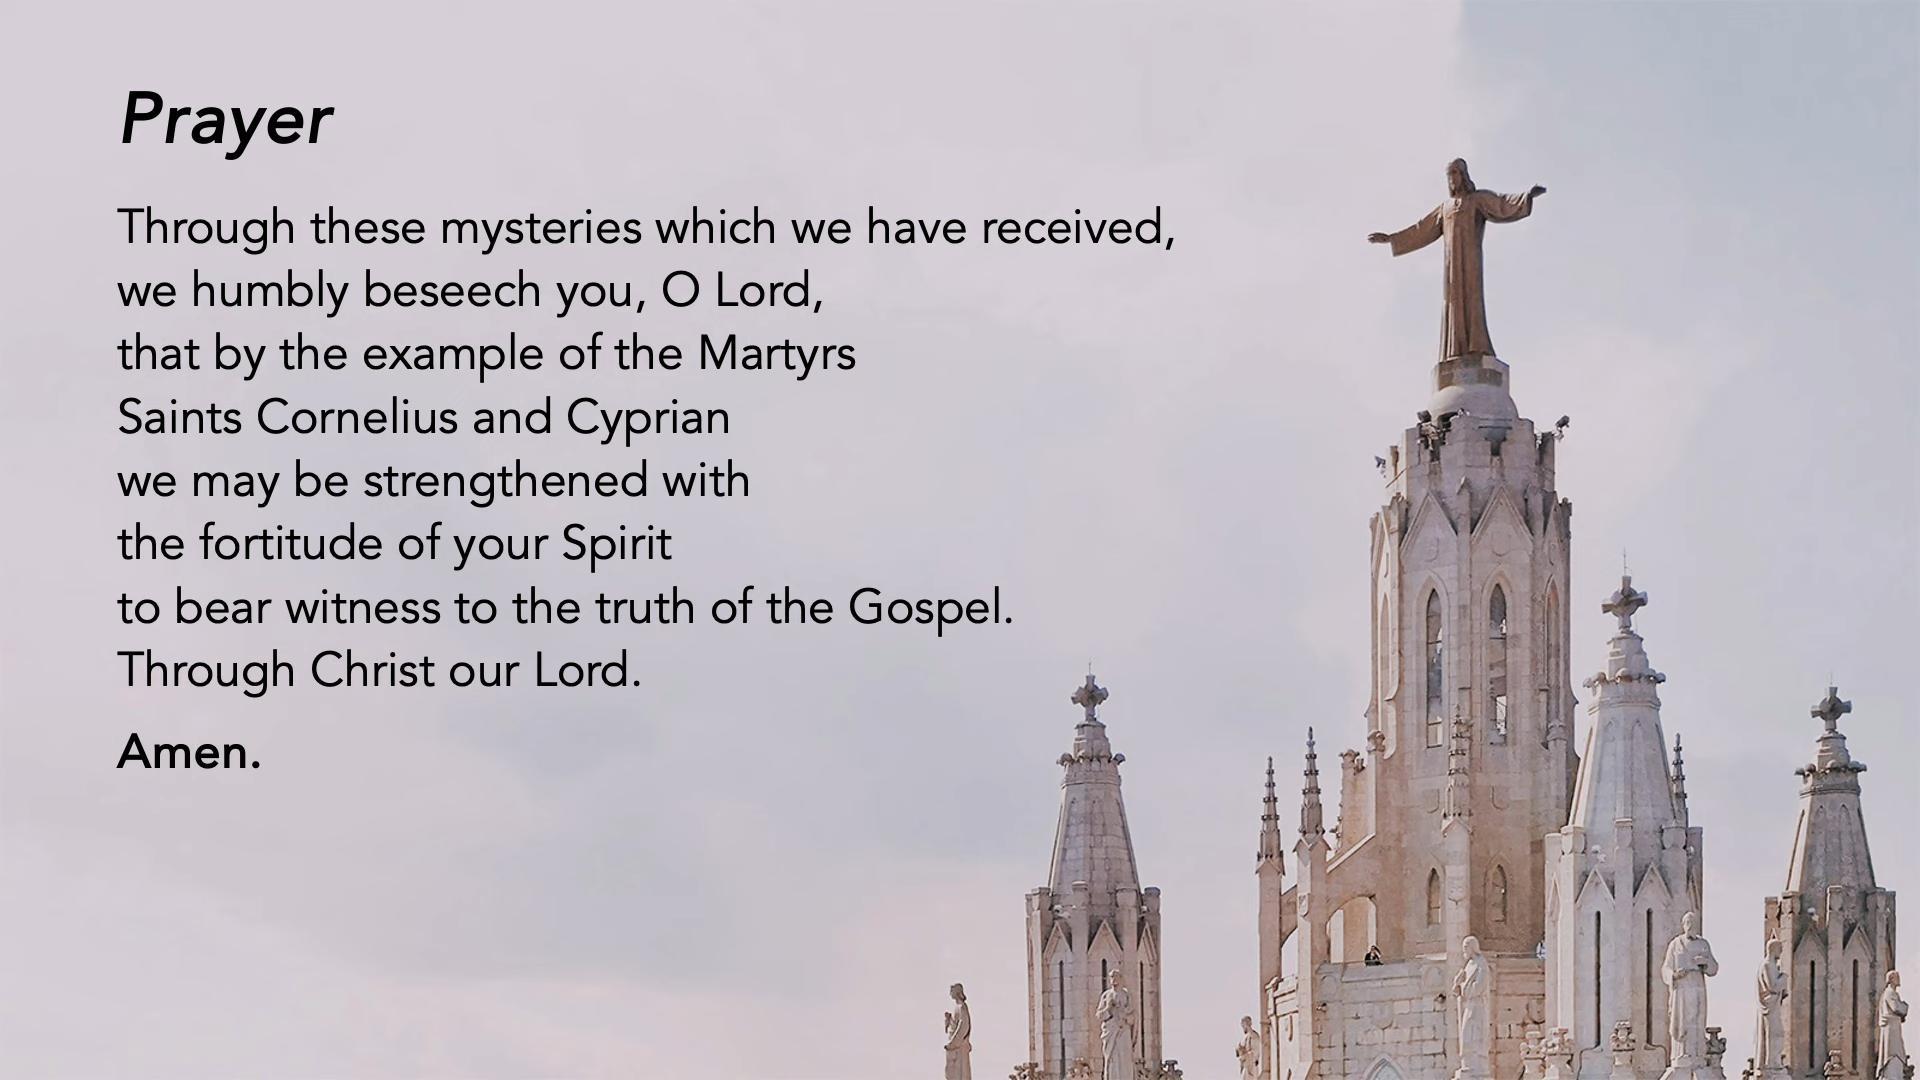 Prayer
Through these mysteries which we have received,
we humbly beseech you, O Lord,
that by the example of the Martyrs
Saints Cornelius and Cyprian
we may be strengthened with
the fortitude of your Spirit
to bear witness to the truth of the Gospel.
Through Christ our Lord.
Amen.